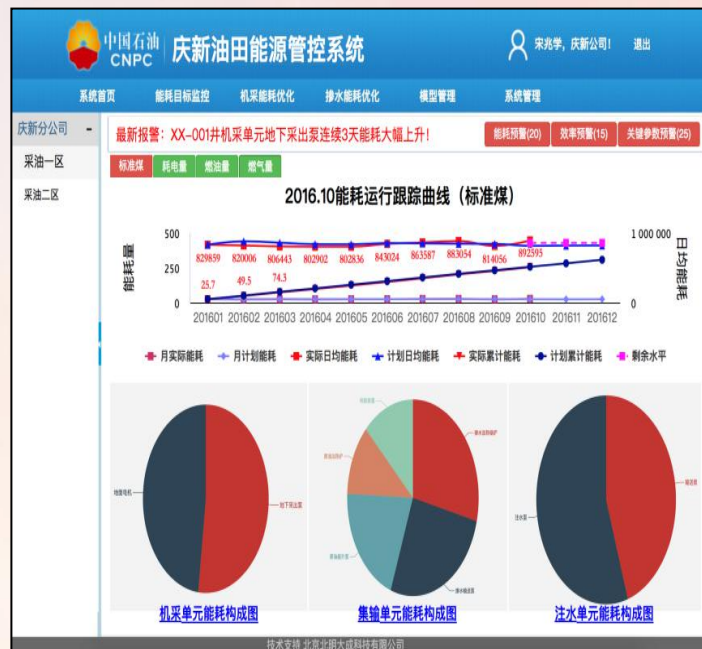 中国石油
CNPC
庆新油田能源管控系统
宋兆学，庆新公司！ 退出
系统首页 能耗目标监控 机采能耗优化 掺水能耗优化 模型管理 系统管理
庆新分公司 -
采油一区
采油二区
最新报警：XX-001井机采单元地下采出泵连续3天能耗大幅上升！
能耗预警(20) 效率预警(15) 关键参数预警(25)
标准煤 耗电量 燃油量 燃气量
2016.10能耗运行跟踪曲线（标准煤）
能耗量
500
250
0
829859 820006 806443 802902 802836 843024 863587 883054 814056 892595
25.7 49.5 74.3
1 000 000
0
日均能耗
201601 201602 201603 201604 201605 201606 201607 201608 201609 201610 201611 201612
月实际能耗 月计划能耗 实际日均能耗 计划日均能耗 实际累计能耗 计划累计能耗 剩余水平
地下采出泵
注水泵
机采单元能耗构成图
集输单元能耗构成图
注水单元能耗构成图
技术支持 北京北明大成科技有限公司